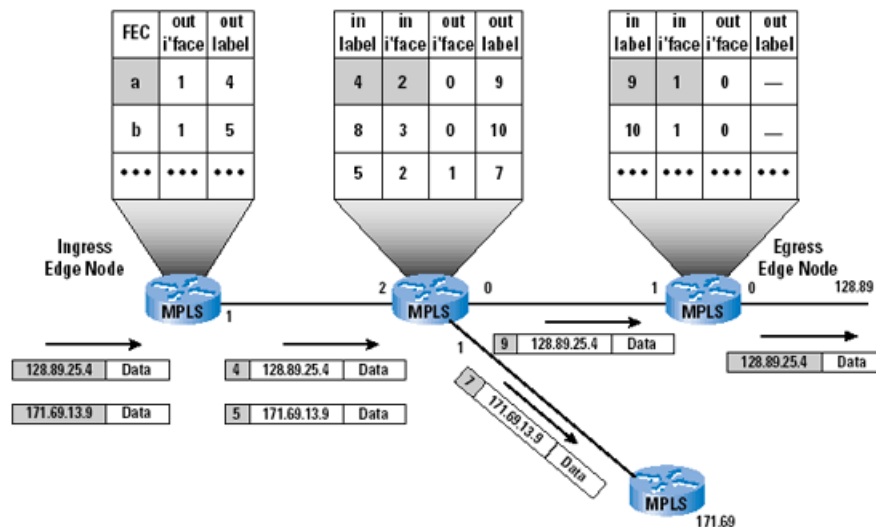 FEC out i'face out label
a 1 4
b 1 5
••• ••• •••
in label in i'face out i'face out label
4 2 0 9
8 3 0 10
5 2 1 7
in label in i'face out i'face out label
9 1 0 —
10 1 0 —
••• ••• ••• •••
Ingress Edge Node
Egress Edge Node
MPLS 1
2 MPLS 0
1
1 MPLS 0 128.89
128.89.25.4 Data
171.69.13.9 Data
4 128.89.25.4 Data
5 171.69.13.9 Data
9 128.89.25.4 Data
7 171.69.13.9 Data
128.89.25.4 Data
MPLS
171.69